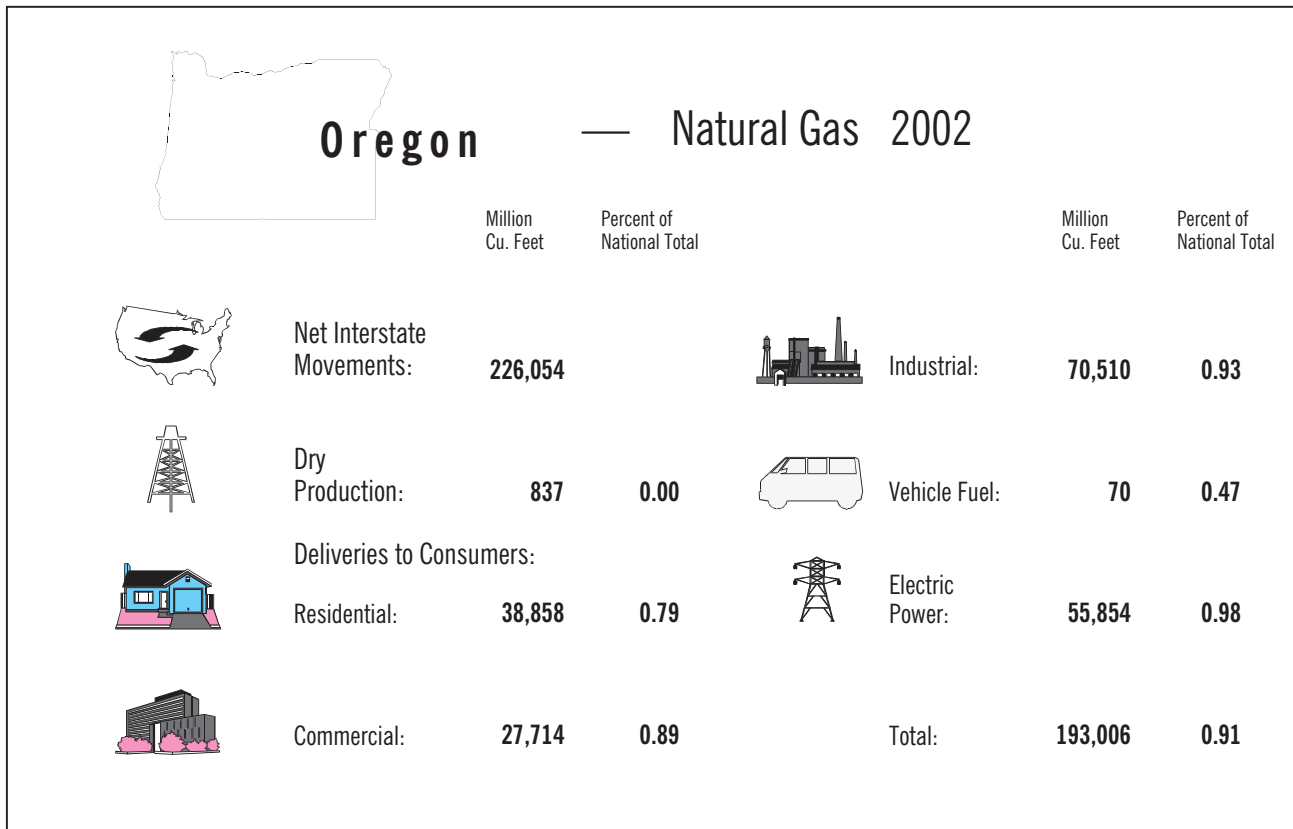 Oregon — Natural Gas 2002
Million Cu. Feet
Percent of National Total
Million Cu. Feet
Percent of National Total
Net Interstate
Movements: 226,054
Industrial: 70,510 0.93
Dry
Production: 837 0.00
Vehicle Fuel: 70 0.47
Deliveries to Consumers:
Residential: 38,858 0.79
Electric
Power: 55,854 0.98
Commercial: 27,714 0.89
Total: 193,006 0.91